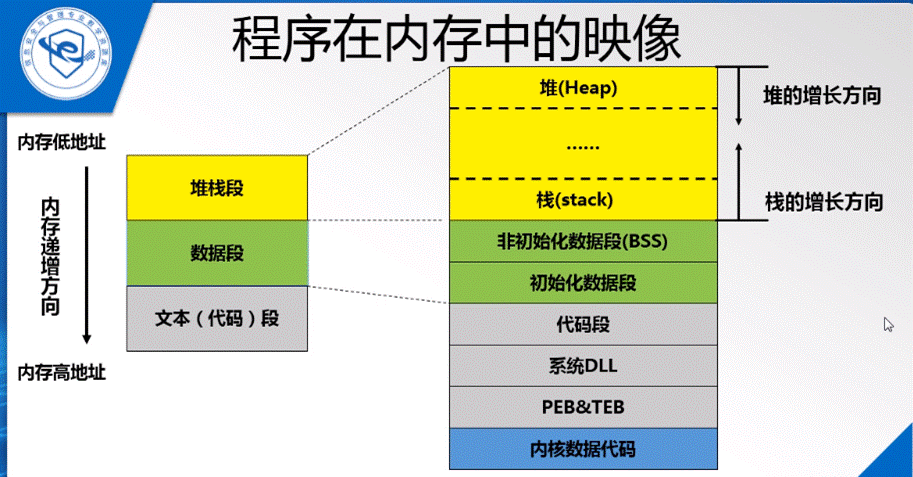 程序在内存中的映像
内存低地址
内存递增方向
内存高地址
堆栈段
数据段
文本（代码）段
堆(Heap)
……
栈(stack)
非初始化数据段(BSS)
初始化数据段
代码段
系统DLL
PEB&TEB
内核数据代码
堆的增长方向
栈的增长方向